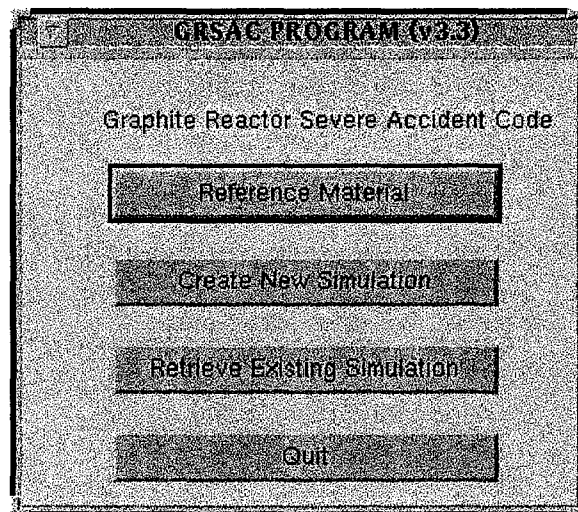 GRSAC PROGRAM (v3.3)
Graphite Reactor Severe Accident Code
Reference Material
Create New Simulation
Retrieve Existing Simulation
Quit